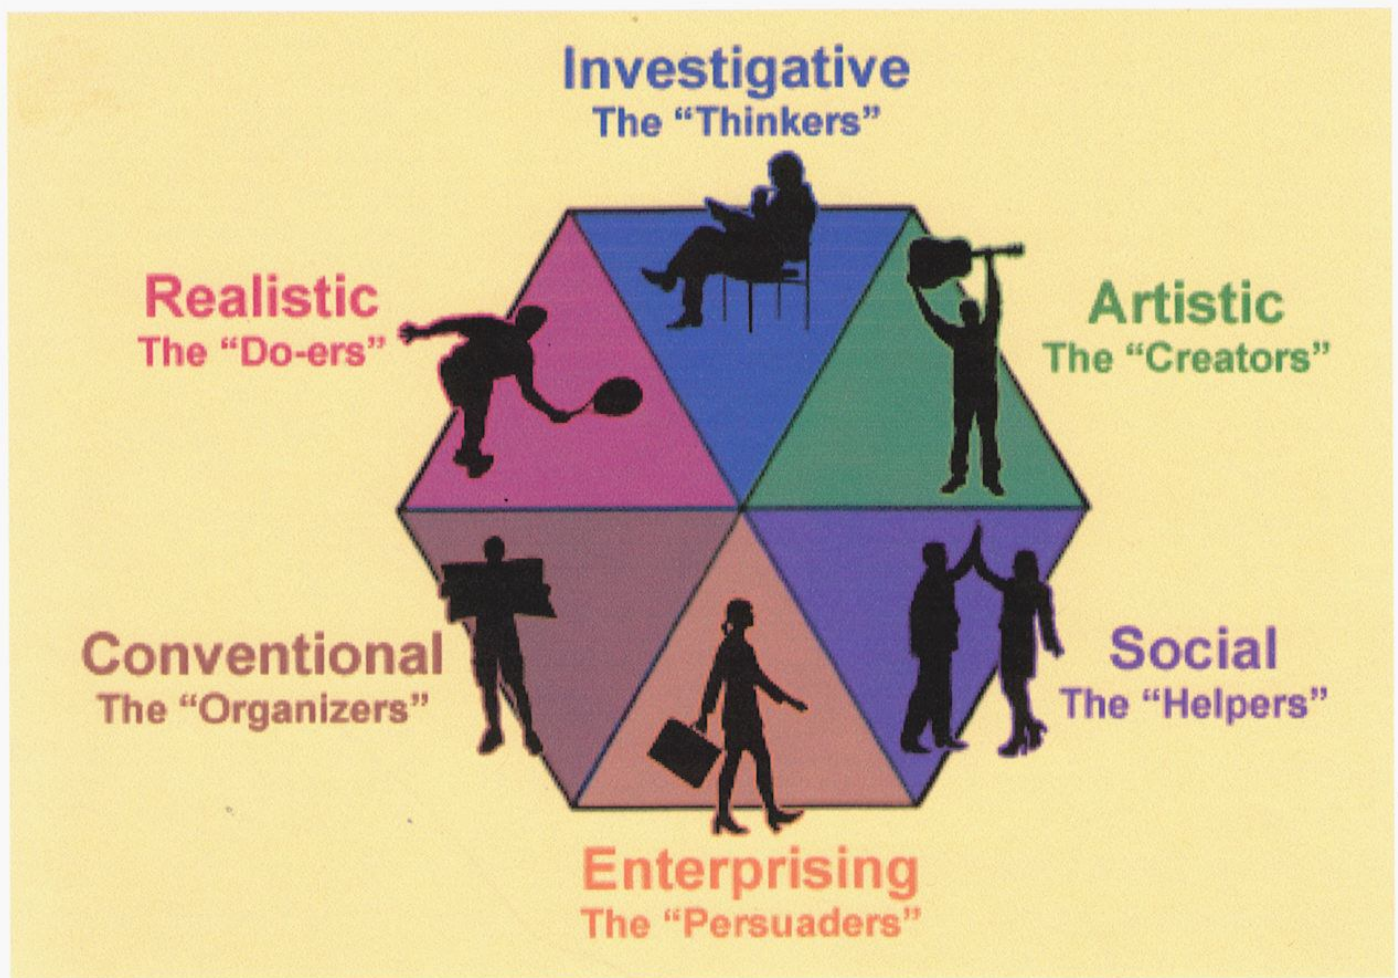 Investigative
The “Thinkers”
Realistic
The “Do-ers”
Artistic
The “Creators”
Conventional
The “Organizers”
Social
The “Helpers”
Enterprising
The “Persuaders”